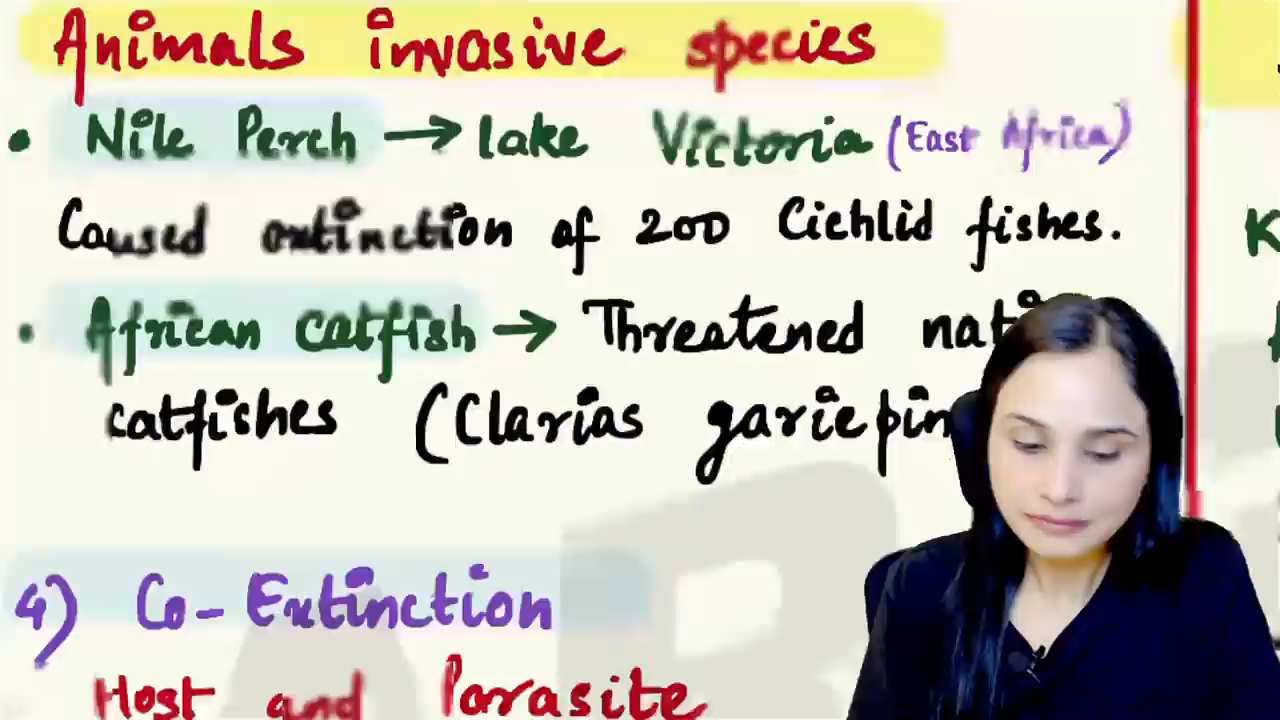 Animals invasive species
• Nile Perch → lake Victoria (East Africa)
Caused extinction of 200 Cichlid fishes.
• African catfish → Threatened
catfishes (Clarias
4) Co-Extinction
Host and Parasite
K